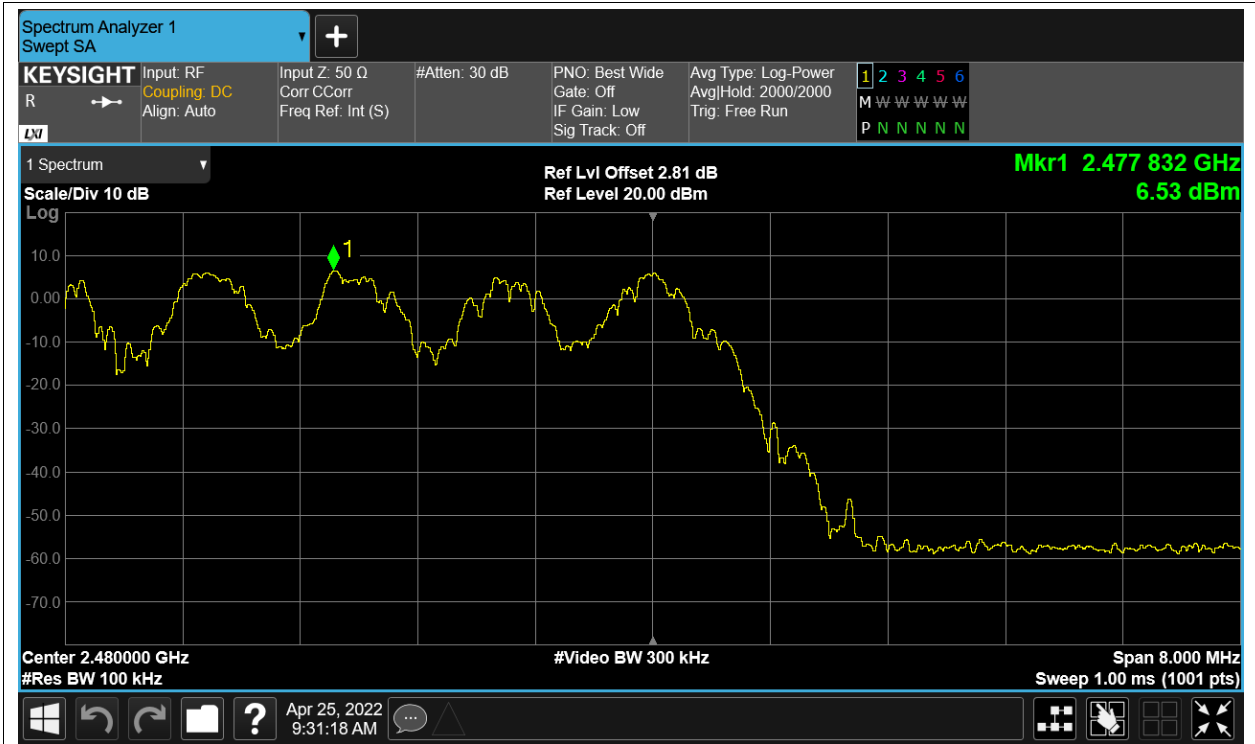 Spectrum Analyzer 1
Swept SA
KEYSIGHT
R
LXI
Input: RF
Coupling: DC
Align: Auto
Input Z: 50 Ω
Corr CCorr
Freq Ref: Int (S)
#Atten: 30 dB
PNO: Best Wide
Gate: Off
IF Gain: Low
Sig Track: Off
Avg Type: Log-Power
Avg|Hold: 2000/2000
Trig: Free Run
1 2 3 4 5 6
M W W W W W
P N N N N N
1 Spectrum
Scale/Div 10 dB
Ref Lvl Offset 2.81 dB
Ref Level 20.00 dBm
Mkr1 2.477 832 GHz
6.53 dBm
Log
1
10.0
0.00
-10.0
-20.0
-30.0
-40.0
-50.0
-60.0
-70.0
Center 2.480000 GHz
#Video BW 300 kHz
Span 8.000 MHz
#Res BW 100 kHz
Sweep 1.00 ms (1001 pts)
?
Apr 25, 2022
9:31:18 AM